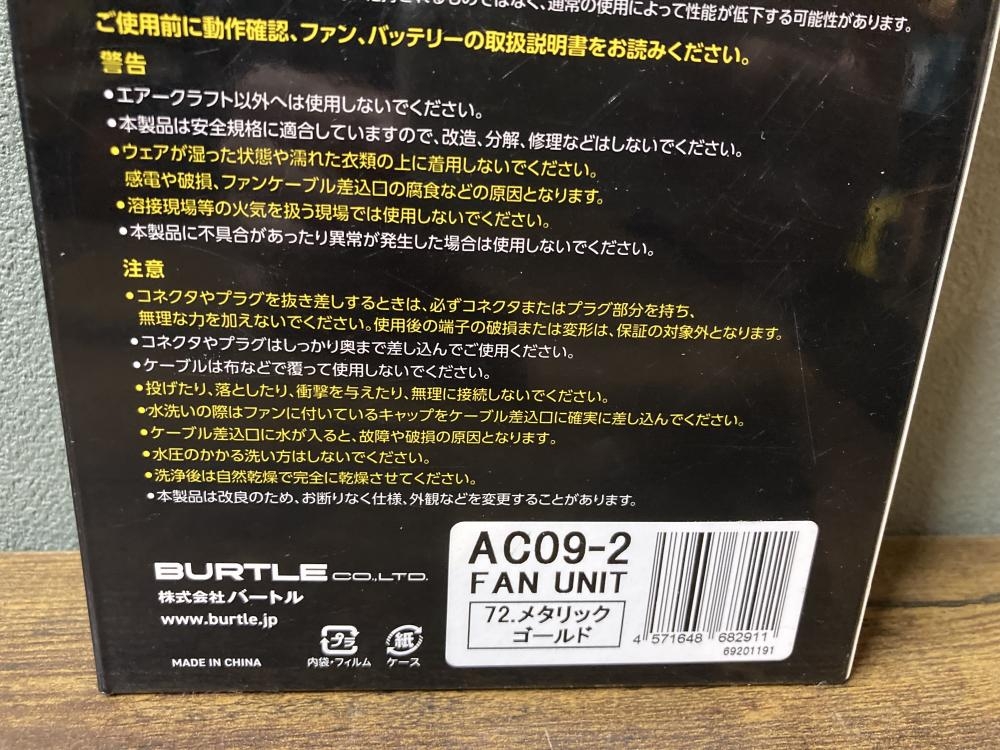 ではなく、通常の使用によって性能が低下する可能性があります。
ご使用前に動作確認、ファン、バッテリーの取扱説明書をお読みください。
警告
•エアークラフト以外へは使用しないでください。
•本製品は安全規格に適合していますので、改造、分解、修理などはしないでください。
•ウェアが湿った状態や濡れた衣類の上に着用しないでください。
感電や破損、ファンケーブル差込口の腐食などの原因となります。
•溶接現場等の火気を扱う現場では使用しないでください。
•本製品に不具合があったり異常が発生した場合は使用しないでください。
注意
•コネクタやプラグを抜き差しするときは、必ずコネクタまたはプラグ部分を持ち、
無理な力を加えないでください。使用後の端子の破損または変形は、保証の対象外となります。
•コネクタやプラグはしっかり奥まで差し込んでご使用ください。
•ケーブルは布などで覆って使用しないでください。
•投げたり、落としたり、衝撃を与えたり、無理に接続しないでください。
•水洗いの際はファンに付いているキャップをケーブル差込口に確実に差し込んでください。
•ケーブル差込口に水が入ると、故障や破損の原因となります。
•水圧のかかる洗い方はしないでください。
•洗浄後は自然乾燥で完全に乾燥させてください。
•本製品は改良のため、お断りなく仕様、外観などを変更することがあります。
BURTLE CO.,LTD.
株式会社バートル
www.burtle.jp
MADE IN CHINA
プラ
内袋・フィルム
紙
ケース
AC09-2
FAN UNIT
72.メタリック
ゴールド
4 571648 682911
69201191